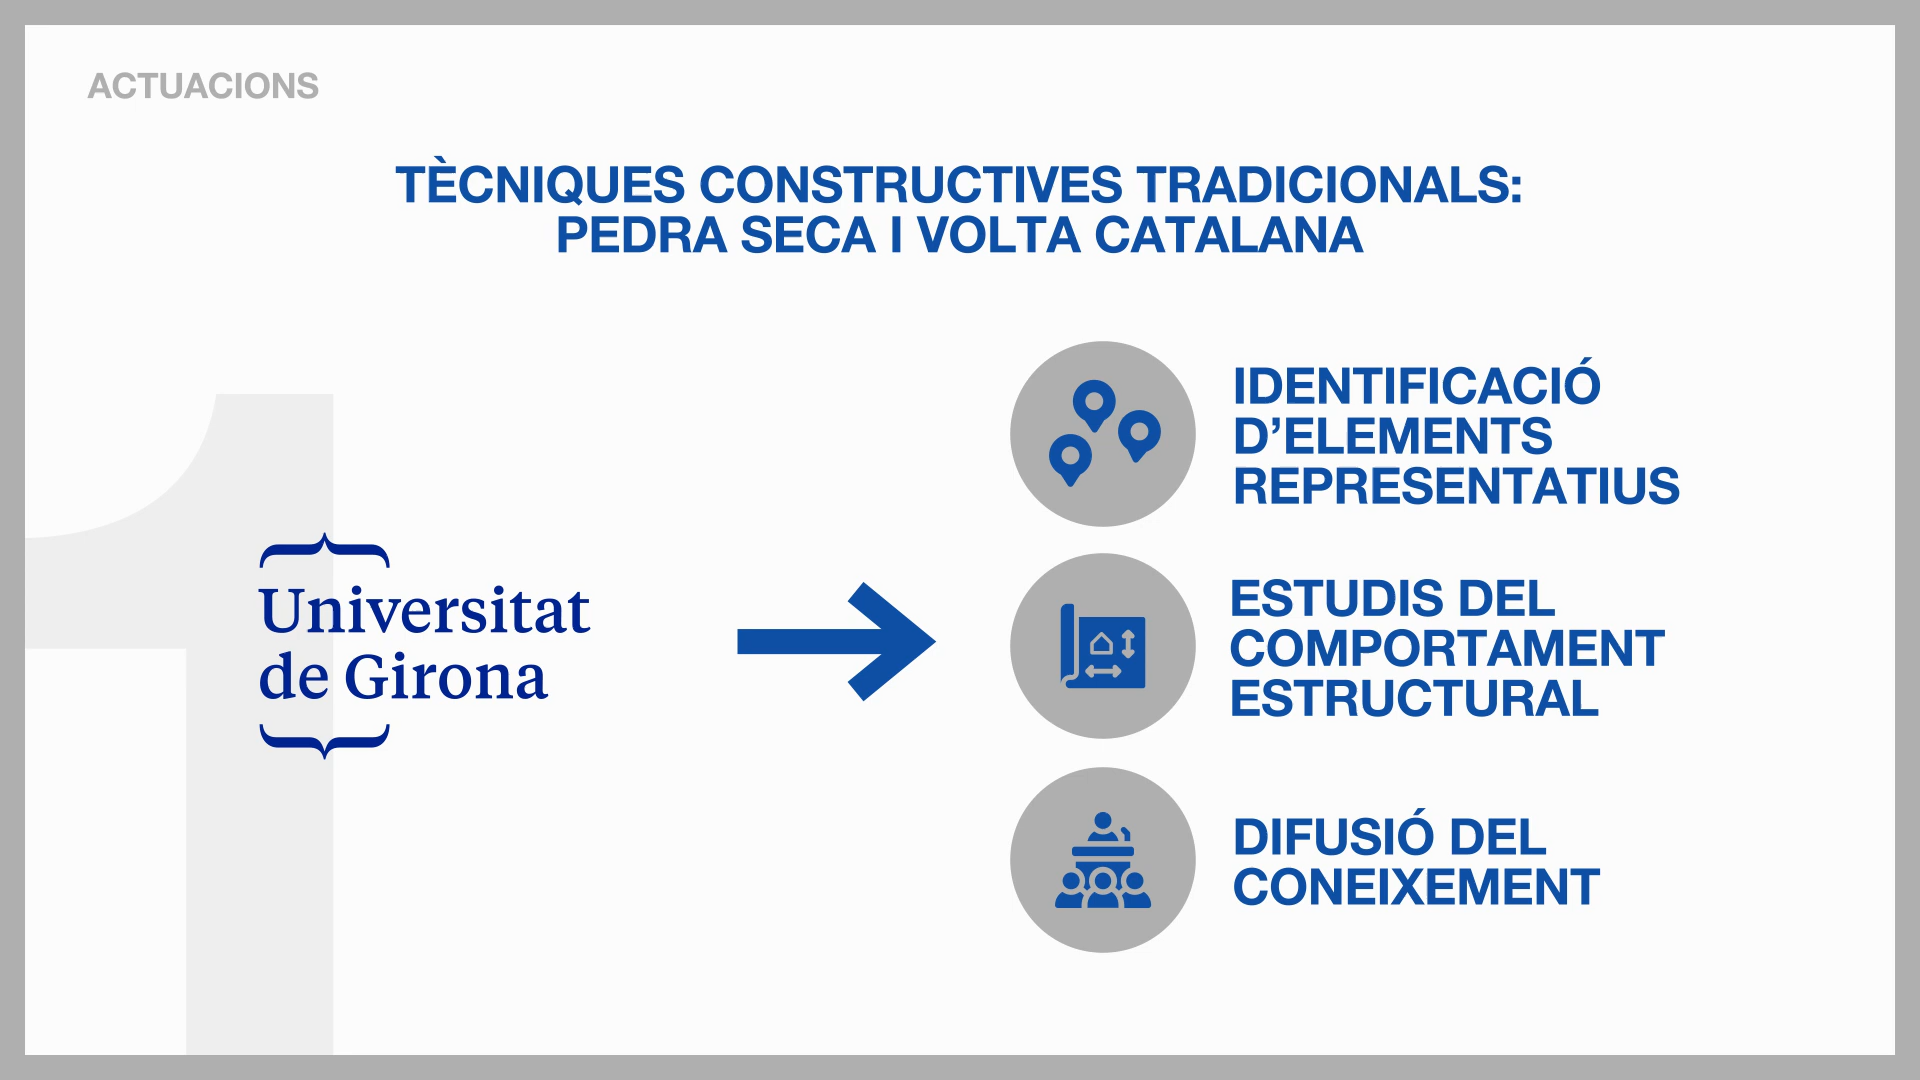 ACTUACIONS
TÈCNIQUES CONSTRUCTIVES TRADICIONALS:
PEDRA SECA I VOLTA CATALANA
1
Universitat
de Girona
IDENTIFICACIÓ
D’ELEMENTS
REPRESENTATIUS
ESTUDIS DEL
COMPORTAMENT
ESTRUCTURAL
DIFUSIÓ DEL
CONEIXEMENT